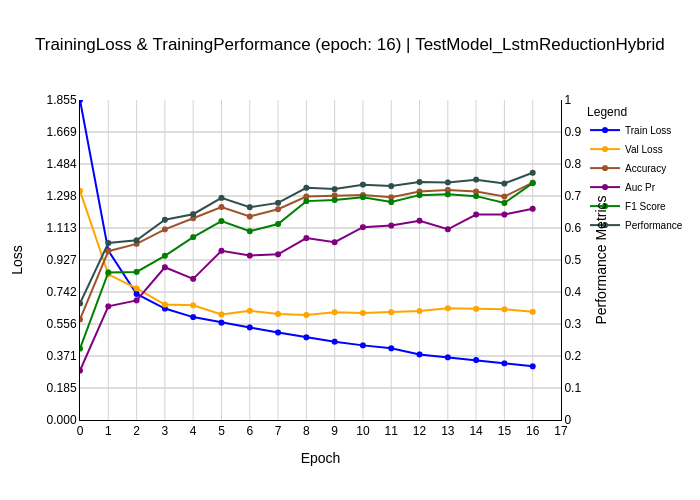 TrainingLoss & TrainingPerformance (epoch: 16) | TestModel_LstmReductionHybrid
1.855
1.669
1.484
1.298
1.113
0.927
0.742
0.556
0.371
0.185
0.000
Loss
0 1 2 3 4 5 6 7 8 9 10 11 12 13 14 15 16 17
Epoch
1
0.9
0.8
0.7
0.6
0.5
0.4
0.3
0.2
0.1
0
Performance Metrics
Legend
Train Loss
Val Loss
Accuracy
Auc Pr
F1 Score
Performance